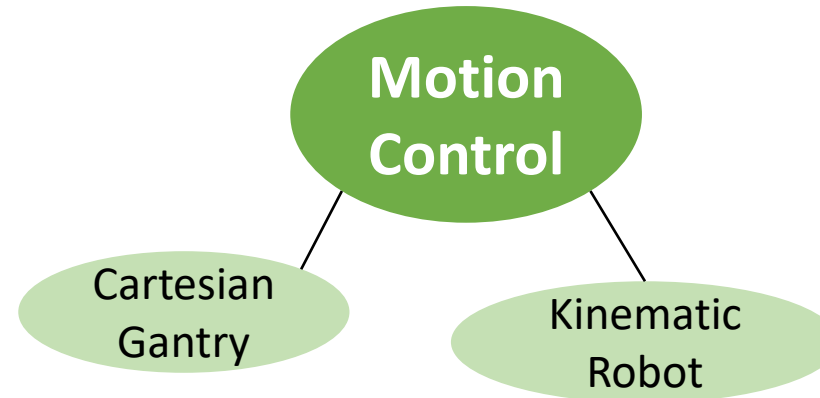 Motion
Control
Cartesian
Gantry
Kinematic
Robot